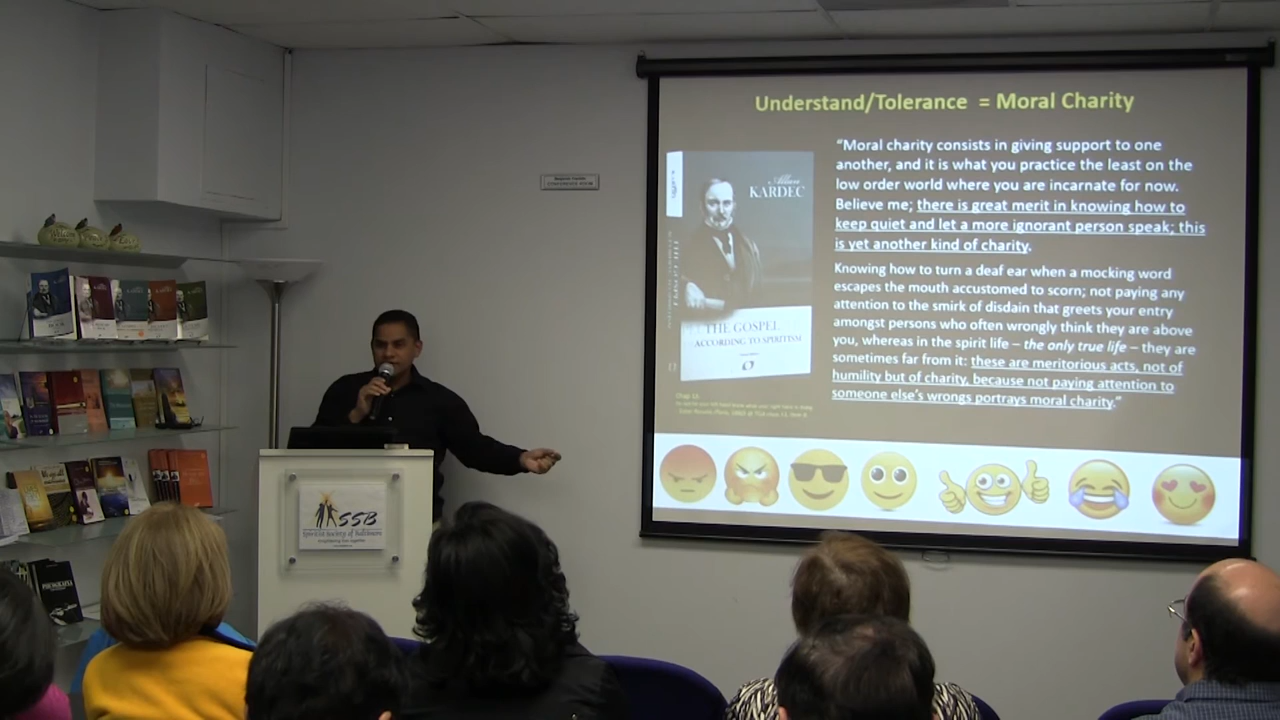 Understand/Tolerance = Moral Charity
“Moral charity consists in giving support to one
another, and it is what you practice the least on the
low order world where you are incarnate for now.
Believe me; there is great merit in knowing how to
keep quiet and let a more ignorant person speak; this
is yet another kind of charity.
Knowing how to turn a deaf ear when a mocking word
escapes the mouth accustomed to scorn; not paying any
attention to the smirk of disdain that greets your entry
amongst persons who often wrongly think they are above
you, whereas in the spirit life – the only true life – they are
sometimes far from it: these are meritorious acts, not of
humility but of charity, because not paying attention to
someone else’s wrongs portrays moral charity.”
Allan
KARDEC
THE GOSPEL
ACCORDING TO SPIRITISM
CONFERENCE ROOM
SSB
Spiritist Society of Baltimore